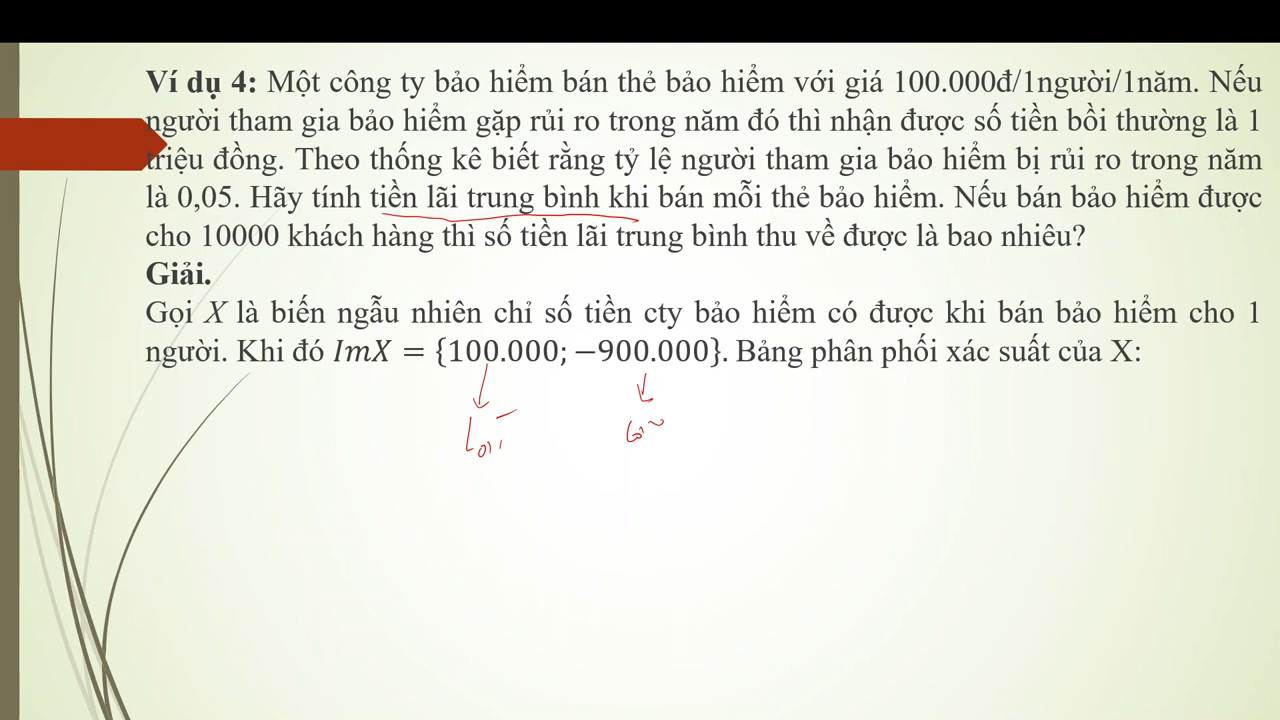 Ví dụ 4: Một công ty bảo hiểm bán thẻ bảo hiểm với giá 100.000đ/1người/1năm. Nếu
người tham gia bảo hiểm gặp rủi ro trong năm đó thì nhận được số tiền bồi thường là 1
triệu đồng. Theo thống kê biết rằng tỷ lệ người tham gia bảo hiểm bị rủi ro trong năm
là 0,05. Hãy tính tiền lãi trung bình khi bán mỗi thẻ bảo hiểm. Nếu bán bảo hiểm được
cho 10000 khách hàng thì số tiền lãi trung bình thu về được là bao nhiêu?
Giải.
Gọi X là biến ngẫu nhiên chỉ số tiền cty bảo hiểm có được khi bán bảo hiểm cho 1
người. Khi đó ImX = {100.000; −900.000}. Bảng phân phối xác suất của X: